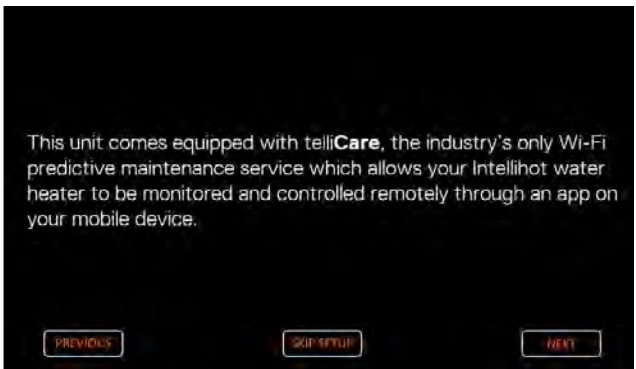 This unit comes equipped with telliCare, the industry's only Wi-Fi
predictive maintenance service which allows your Intellihot water
heater to be monitored and controlled remotely through an app on
your mobile device.
PREVIOUS SKIP SETUP NEXT